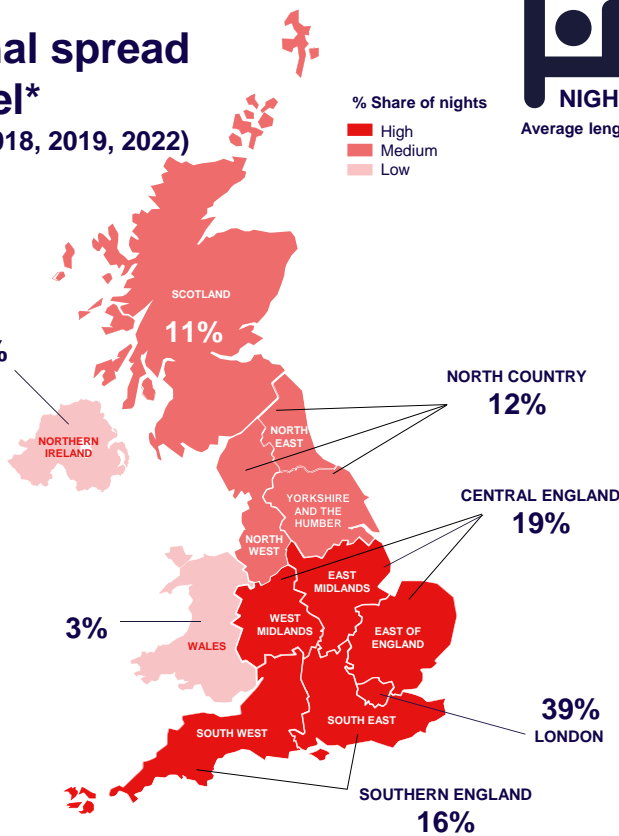 al spread
el*
018, 2019, 2022)
% Share of nights
High
Medium
Low
NIGH
Average leng
SCOTLAND
11%
%
NORTHERN
IRELAND
NORTH COUNTRY
12%
NORTH
EAST
YORKSHIRE
AND THE
HUMBER
NORTH
WEST
CENTRAL ENGLAND
19%
EAST
MIDLANDS
WEST
MIDLANDS
EAST OF
ENGLAND
3%
WALES
39%
LONDON
SOUTH EAST
SOUTH WEST
SOUTHERN ENGLAND
16%